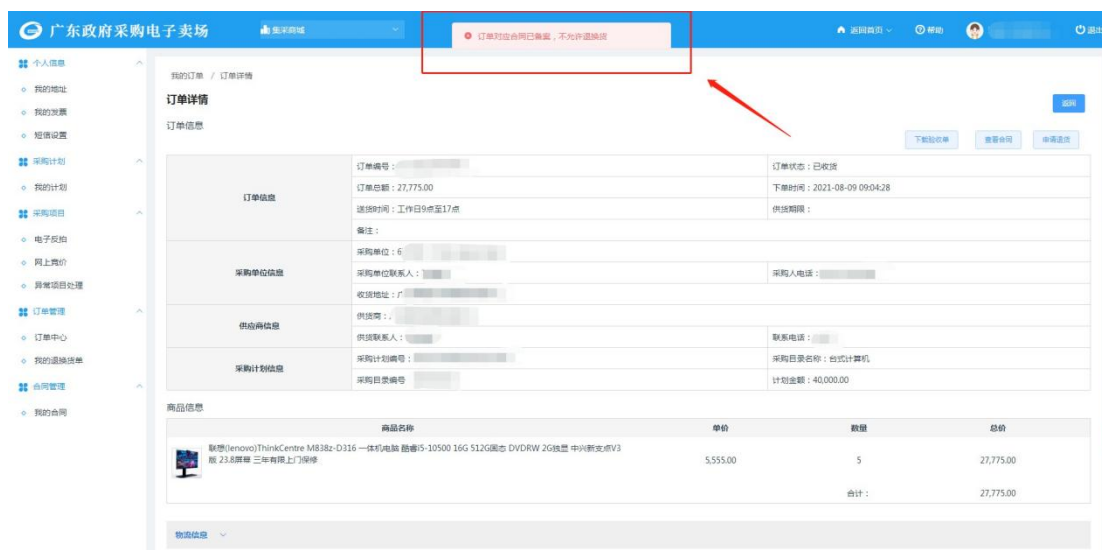 广东政府采购电子卖场
集采商城
订单对应合同已备案，不允许退换货
返回首页
帮助
退出
个人信息
我的地址
我的发票
短信设置
采购计划
我的计划
采购项目
电子反拍
网上竞价
异常项目处理
订单管理
订单中心
我的退换货单
合同管理
我的合同
我的订单 / 订单详情
订单详情
返回
订单信息
下载验收单
查看合同
申请退货
订单信息
订单编号：
订单状态：已收货
订单总额：27,775.00
下单时间：2021-08-09 09:04:28
送货时间：工作日9点至17点
供货期限：
备注：
采购单位信息
采购单位：6
采购单位联系人：
采购人电话：
收货地址：广
供应商信息
供货商：
供货联系人：
联系电话：
采购计划信息
采购计划编号：
采购目录名称：台式计算机
采购目录编号
计划金额：40,000.00
商品信息
商品名称 单价 数量 总价
联想(lenovo)ThinkCentre M838z-D316 一体机电脑 酷睿i5-10500 16G 512G固态 DVDRW 2G独显 中兴新支点V3
版 23.8屏幕 三年有限上门保修
5,555.00 5 27,775.00
合计： 27,775.00
物流信息